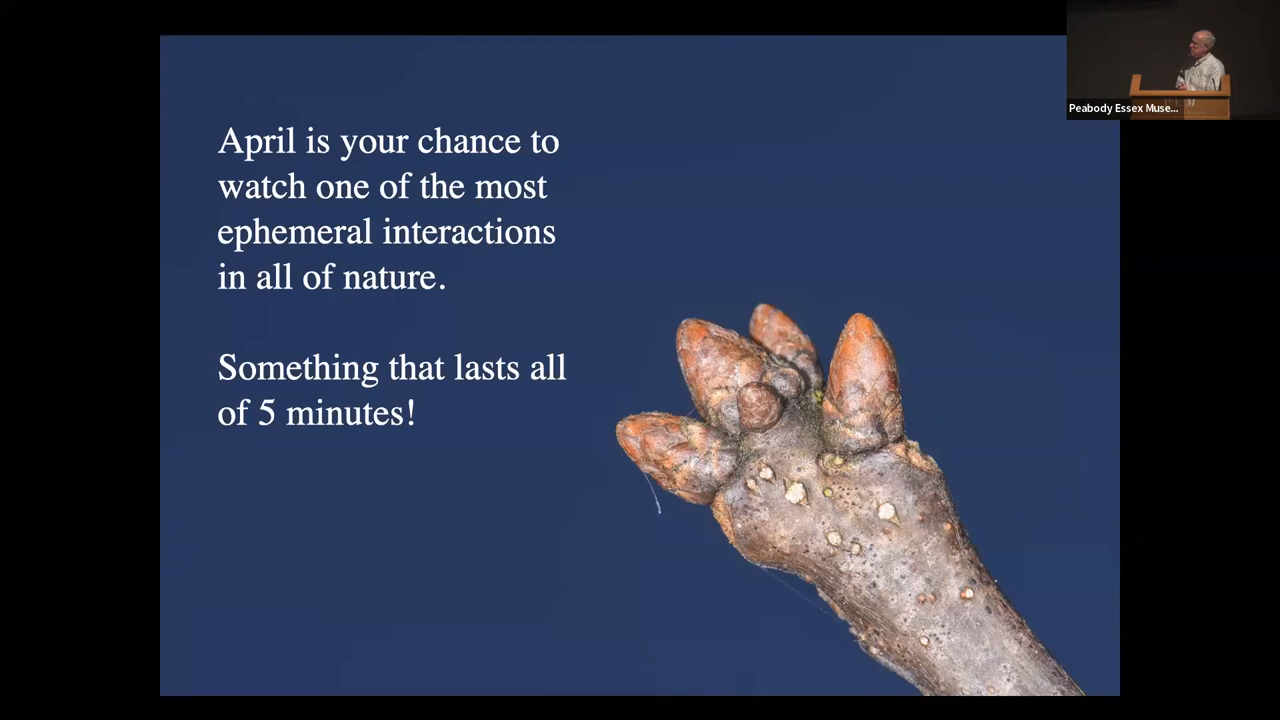 April is your chance to
watch one of the most
ephemeral interactions
in all of nature.
Something that lasts all
of 5 minutes!
Peabody Essex Muse...